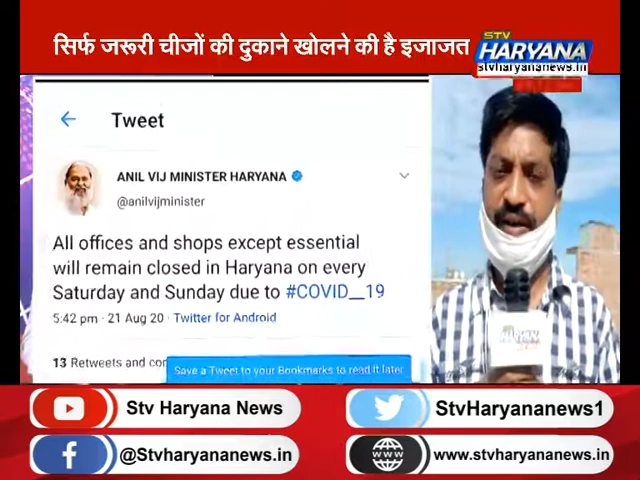 सिर्फ जरूरी चीजों की दुकाने खोलने की है इजाजत
STV
HARYANA
stvharyananews.in
Tweet
ANIL VIJ MINISTER HARYANA
@anilvijminister
All offices and shops except essential
will remain closed in Haryana on every
Saturday and Sunday due to #COVID__19
5:42 pm · 21 Aug 20 · Twitter for Android
13 Retweets and
Save a Tweet to your Bookmarks to read it later
STV
HARYANA
Stv Haryana News
StvHaryananews1
@Stvharyananews.in
www.stvharyananews.in